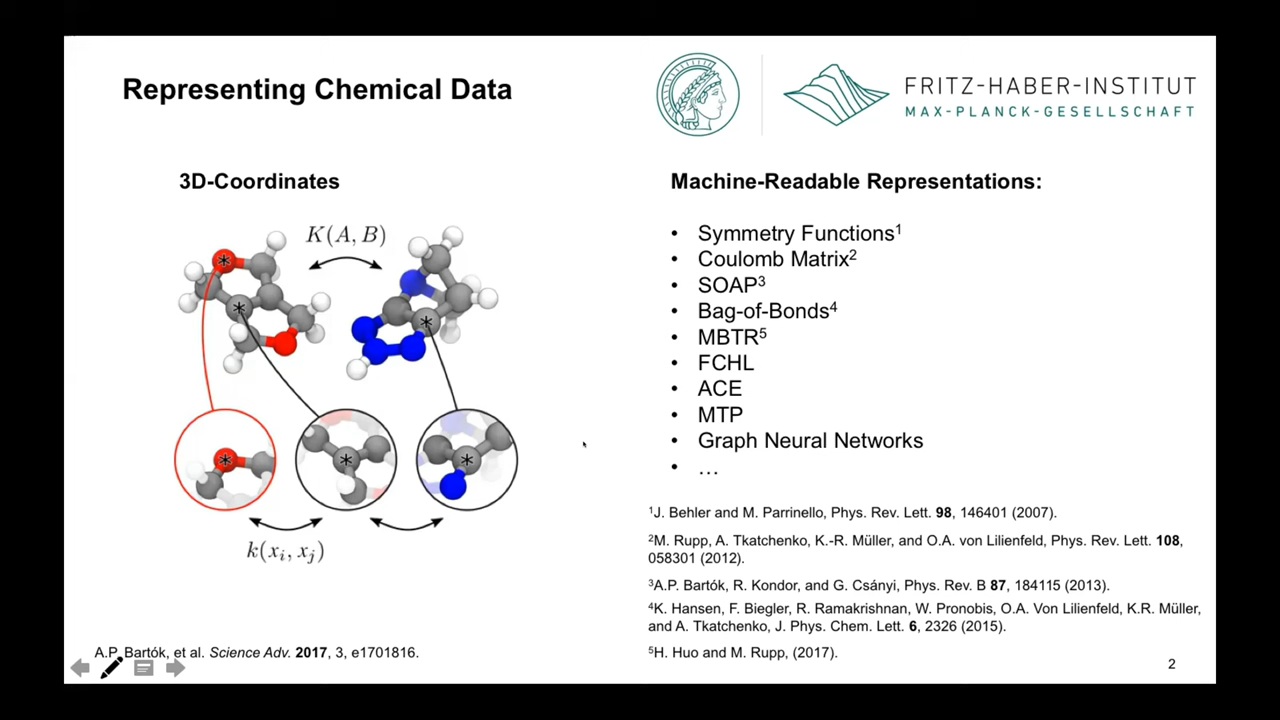 Representing Chemical Data
FRITZ-HABER-INSTITUT
MAX-PLANCK-GESELLSCHAFT
3D-Coordinates
K(A, B)
* * *
* * *
k(xᵢ, xⱼ)
A.P. Bartók, et al. Science Adv. 2017, 3, e1701816.
Machine-Readable Representations:
• Symmetry Functions¹
• Coulomb Matrix²
• SOAP³
• Bag-of-Bonds⁴
• MBTR⁵
• FCHL
• ACE
• MTP
• Graph Neural Networks
• …
¹J. Behler and M. Parrinello, Phys. Rev. Lett. 98, 146401 (2007).
²M. Rupp, A. Tkatchenko, K.-R. Müller, and O.A. von Lilienfeld, Phys. Rev. Lett. 108,
058301 (2012).
³A.P. Bartók, R. Kondor, and G. Csányi, Phys. Rev. B 87, 184115 (2013).
⁴K. Hansen, F. Biegler, R. Ramakrishnan, W. Pronobis, O.A. Von Lilienfeld, K.R. Müller,
and A. Tkatchenko, J. Phys. Chem. Lett. 6, 2326 (2015).
⁵H. Huo and M. Rupp, (2017).
2